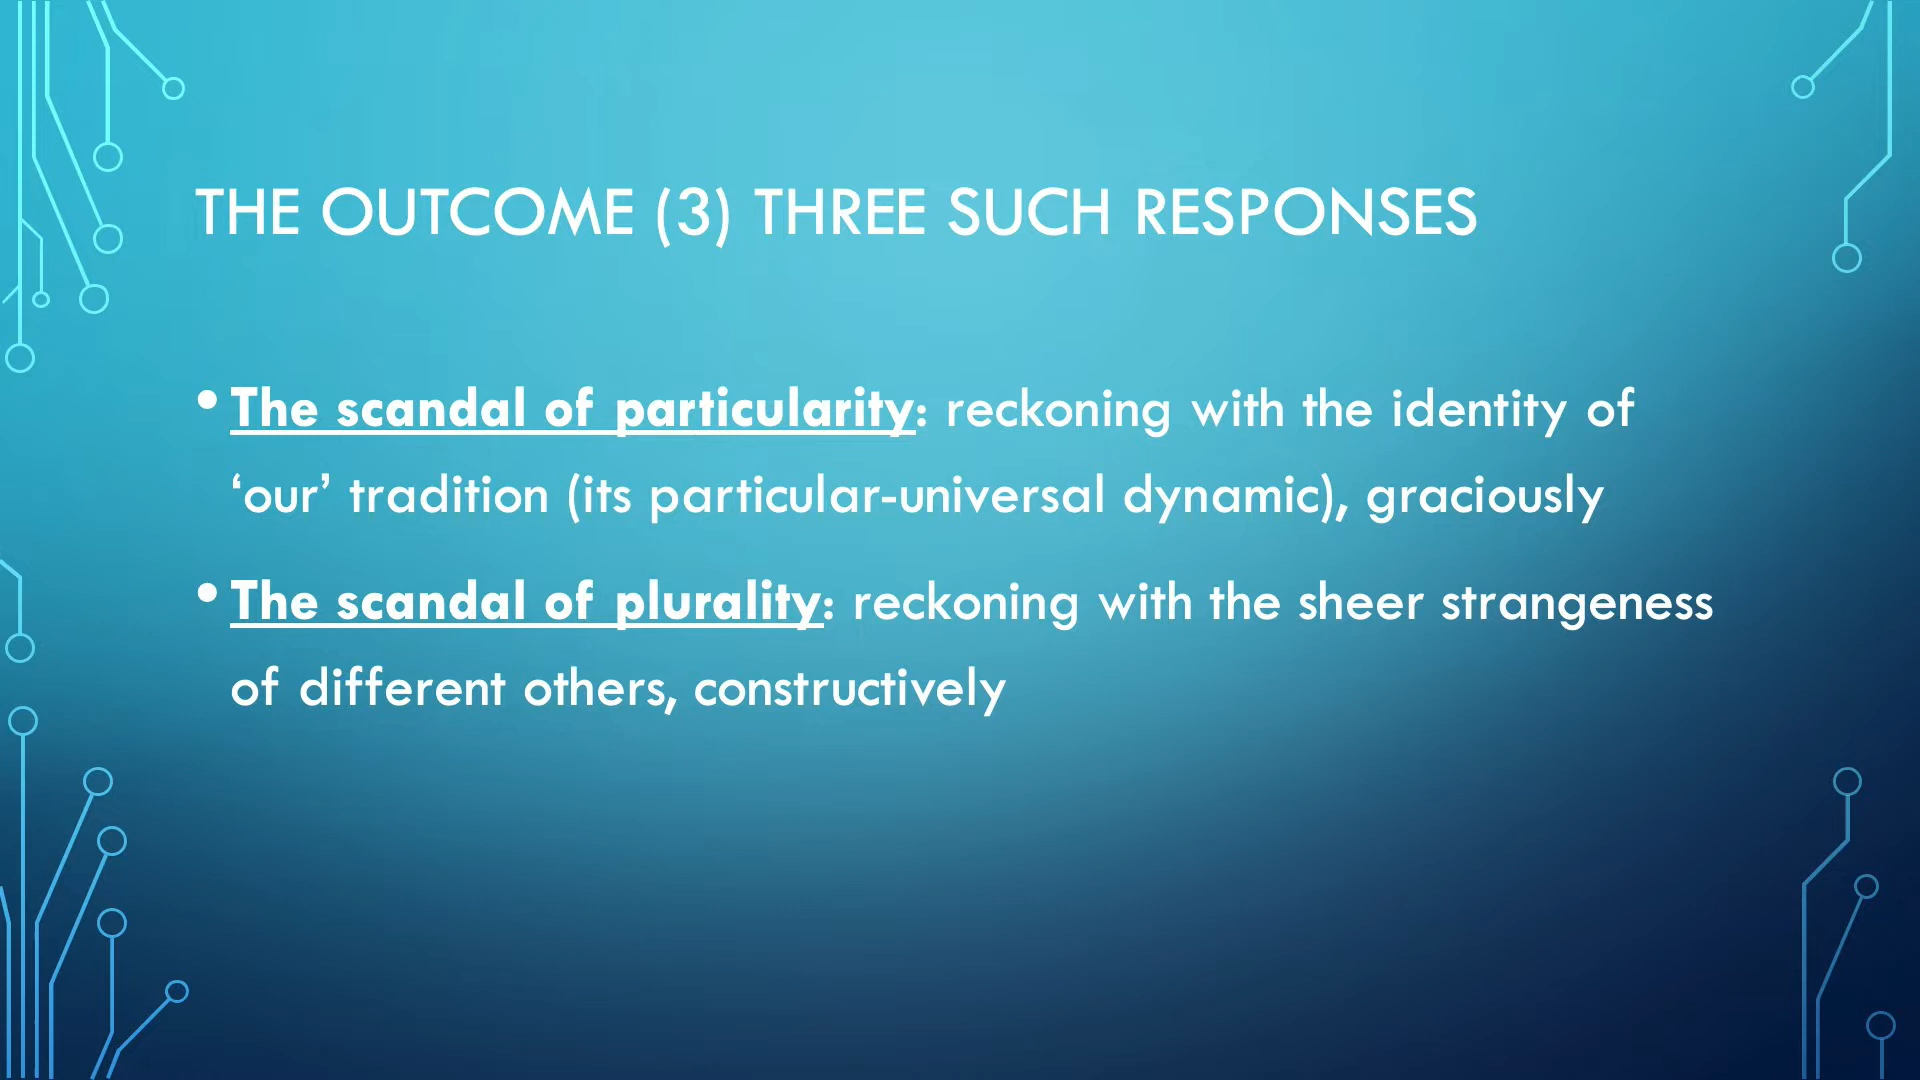 THE OUTCOME (3) THREE SUCH RESPONSES
• The scandal of particularity: reckoning with the identity of
‘our’ tradition (its particular-universal dynamic), graciously
• The scandal of plurality: reckoning with the sheer strangeness
of different others, constructively